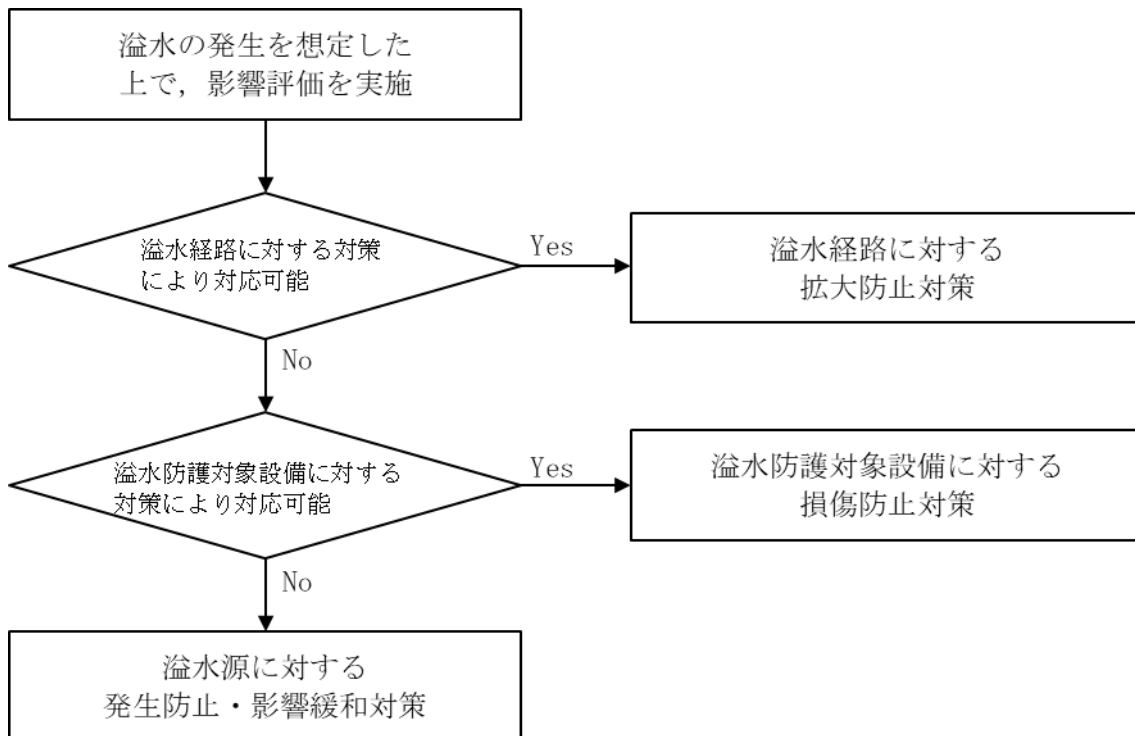 溢水の発生を想定した
上で，影響評価を実施
溢水経路に対する対策
により対応可能
Yes
溢水経路に対する
拡大防止対策
No
溢水防護対象設備に対する
対策により対応可能
Yes
溢水防護対象設備に対する
損傷防止対策
No
溢水源に対する
発生防止・影響緩和対策